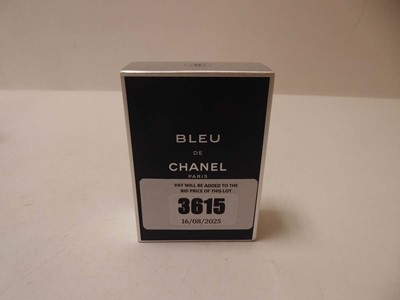 BLEU
DE
CHANEL
PARIS
VAT WILL BE ADDED TO THE
BID PRICE OF THIS LOT
3615
16/08/2025